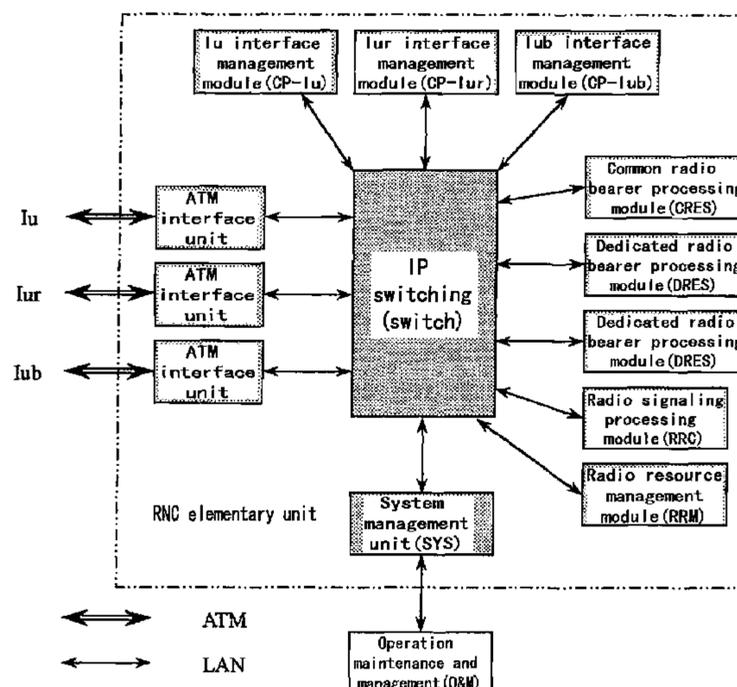 Iu interface
management
module(CP-Iu)
Iur interface
management
module(CP-Iur)
Iub interface
management
module(CP-Iub)
Common radio
bearer processing
module(CRES)
Iu
ATM
interface
unit
Dedicated radio
bearer processing
module(DRES)
Iur
ATM
interface
unit
IP
switching
(switch)
Dedicated radio
bearer processing
module(DRES)
Iub
ATM
interface
unit
Radio signaling
processing
module(RRC)
Radio resource
management
module(RRM)
RNC elementary unit
System
management
unit(SYS)
ATM
LAN
Operation
maintenance and
management(O&M)